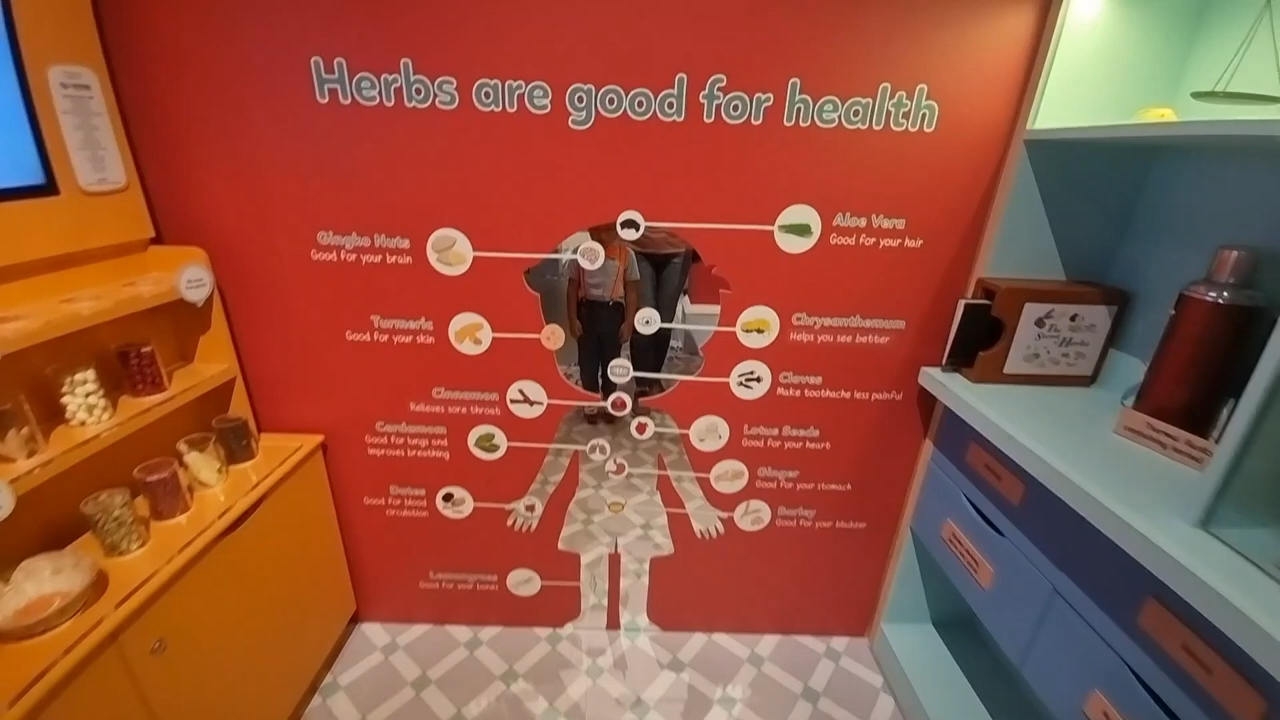 Herbs are good for health
Gingko Nuts
Good for your brain
Aloe Vera
Good for your hair
Turmeric
Good for your skin
Chrysanthemum
Helps you see better
Cinnamon
Relieves sore throat
Cloves
Make toothache less painful
Cardamom
Good for lungs and
improves breathing
Lotus Seeds
Good for your heart
Ginger
Good for your stomach
Dates
Good for blood
circulation
Barley
Good for your bladder
Lemongrass
Good for your bones
The
Secret
Herbs